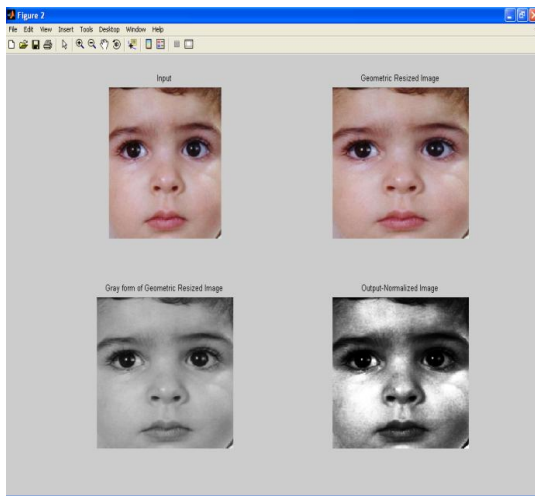 Figure 2
File Edit View Insert Tools Desktop Window Help
Input
Geometric Resized Image
Gray form of Geometric Resized Image
Output-Normalized Image